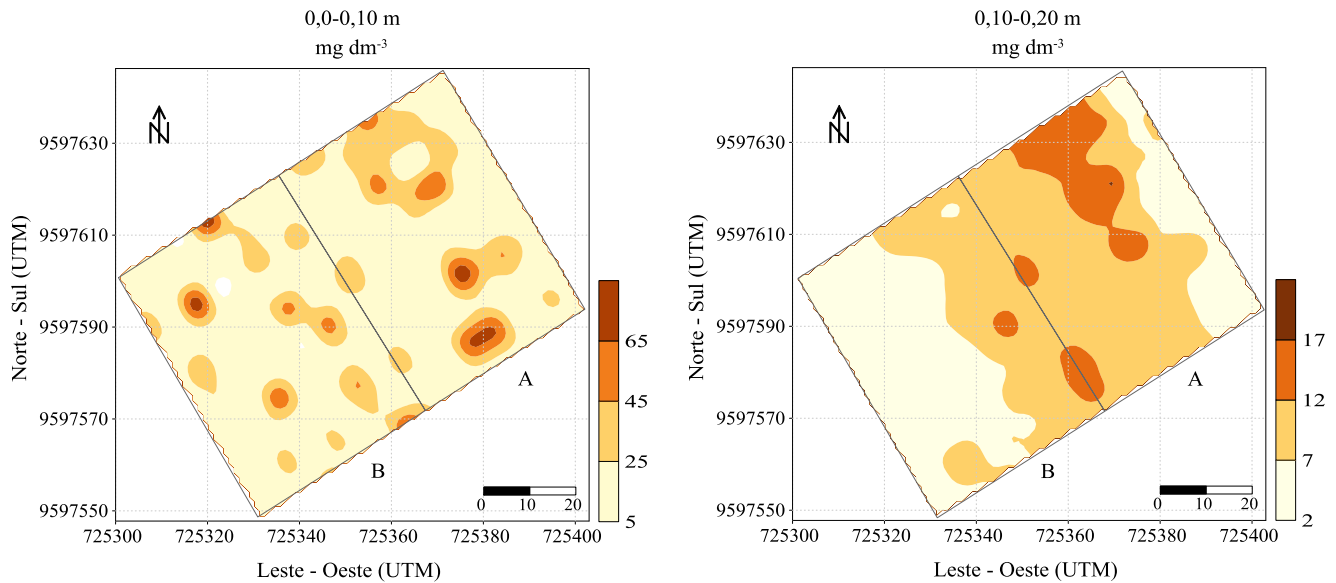 0,0-0,10 m
mg dm-3
N
9597630
9597610
9597590
9597570
9597550
Norte - Sul (UTM)
725300 725320 725340 725360 725380 725400
Leste - Oeste (UTM)
A
B
0 10 20
65
45
25
5
0,10-0,20 m
mg dm-3
N
9597630
9597610
9597590
9597570
9597550
Norte - Sul (UTM)
725300 725320 725340 725360 725380 725400
Leste - Oeste (UTM)
A
B
0 10 20
17
12
7
2